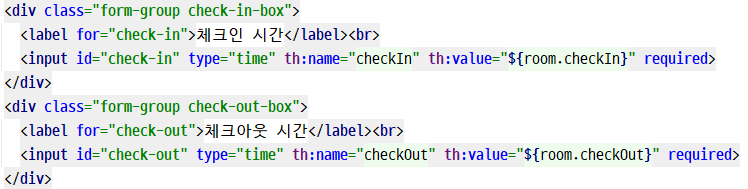 <div class="form-group check-in-box">
<label for="check-in">체크인 시간</label><br>
<input id="check-in" type="time" th:name="checkIn" th:value="${room.checkIn}" required>
</div>
<div class="form-group check-out-box">
<label for="check-out">체크아웃 시간</label><br>
<input id="check-out" type="time" th:name="checkOut" th:value="${room.checkOut}" required>
</div>